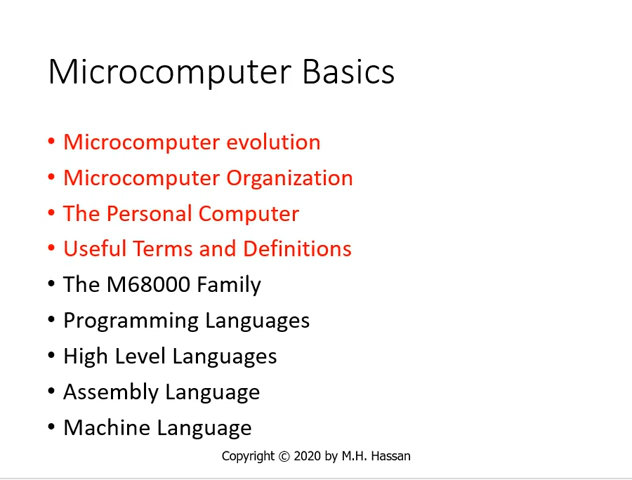 Microcomputer Basics
• Microcomputer evolution
• Microcomputer Organization
• The Personal Computer
• Useful Terms and Definitions
• The M68000 Family
• Programming Languages
• High Level Languages
• Assembly Language
• Machine Language
Copyright © 2020 by M.H. Hassan